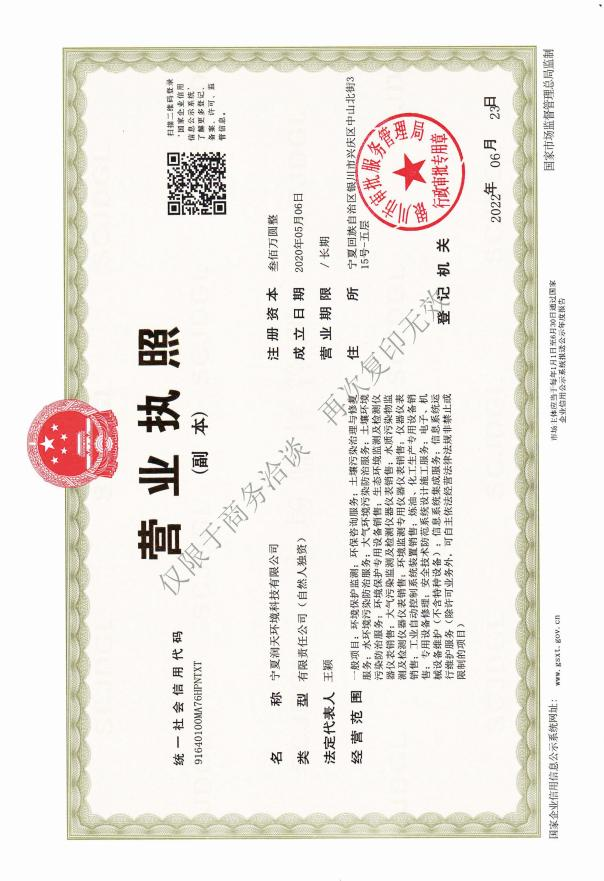 营业执照
(副 本)
统一社会信用代码
91640100MA76HPNTXT
扫描二维码登录
“国家企业信用
信息公示系统”
了解更多登记、
备案、许可、监
管信息。
名 称 宁夏润天环境科技有限公司
类 型 有限责任公司（自然人独资）
法定代表人 王颖
经营范围 一般项目：环境保护监测；环保咨询服务；土壤污染治理与修复
服务；水环境污染防治服务；大气环境污染防治服务；土壤环境
污染防治服务；环境保护专用设备销售；生态环境监测及检测仪
器仪表销售；大气污染监测及检测仪器仪表销售；水质污染物监
测及检测仪器仪表销售；环境监测专用仪器仪表销售；仪器仪表
销售；工业自动控制系统装置销售；炼油、化工生产专用设备销
售；专用设备修理；安全技术防范系统设计施工服务；电子、机
械设备维护（不含特种设备）；信息系统集成服务；信息系统运
行维护服务（除许可业务外，可自主依法经营法律法规非禁止或
限制的项目）
注册资本 叁佰万圆整
成立日期 2020年05月06日
营业期限 / 长期
住 所 宁夏回族自治区银川市兴庆区中山北街3
15号-五层
仅限于商务洽谈 再次复印无效
银川市审批服务管理局
行政审批专用章
登记机关
2022年 06月 23日
国家企业信用信息公示系统网址： www.gsxt.gov.cn
市场主体应当于每年1月1日至6月30日通过国家
企业信用公示系统报送公示年度报告
国家市场监督管理总局监制